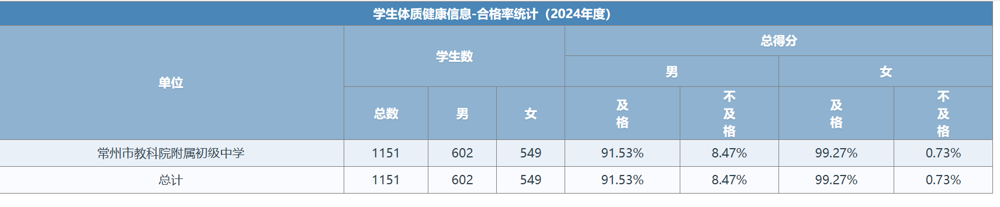 学生体质健康信息-合格率统计（2024年度）
单位 学生数 总得分
男 女
总数 男 女 及格 不及格 及格 不及格
常州市教科院附属初级中学 1151 602 549 91.53% 8.47% 99.27% 0.73%
总计 1151 602 549 91.53% 8.47% 99.27% 0.73%